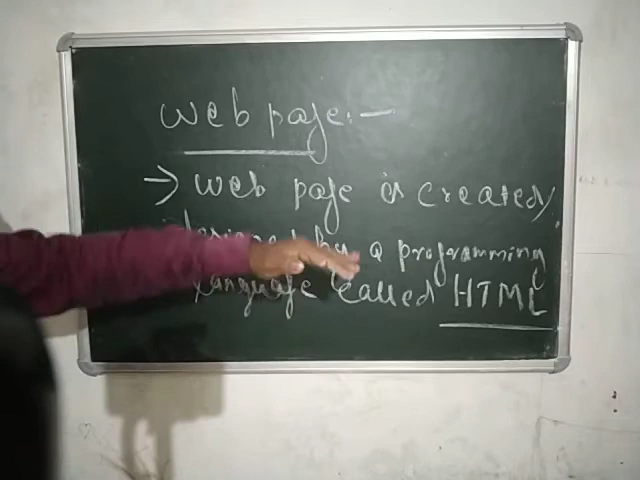 Web page:-
→ Web page is created,
designed by a programming
language called HTML